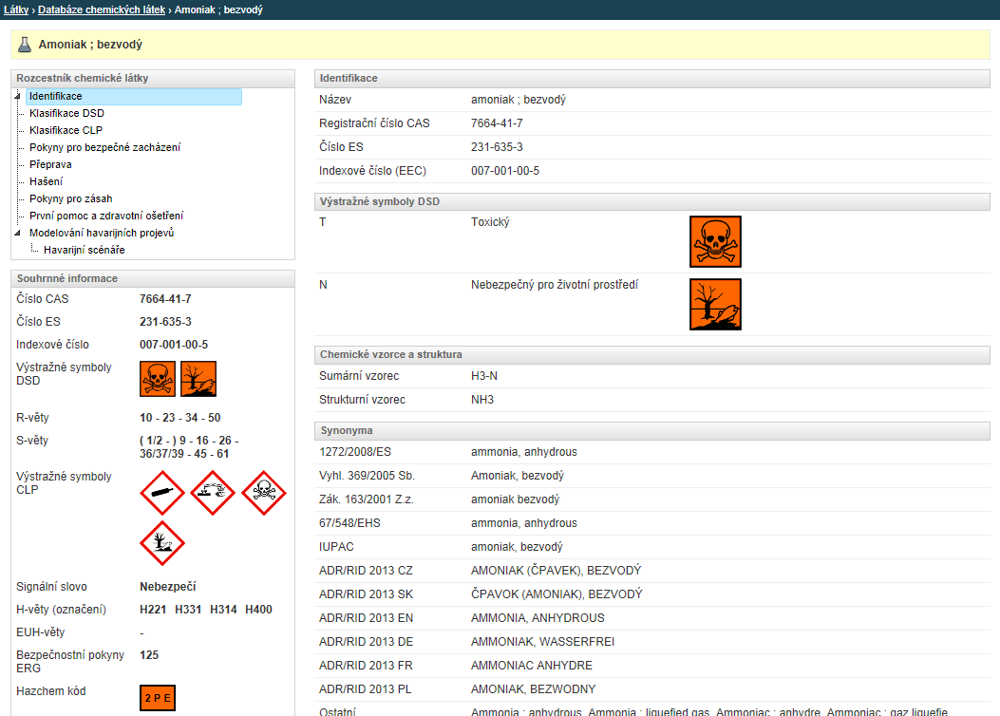 Látky › Databáze chemických látek › Amoniak ; bezvodý
Amoniak ; bezvodý
Rozcestník chemické látky
Identifikace
Klasifikace DSD
Klasifikace CLP
Pokyny pro bezpečné zacházení
Přeprava
Hašení
Pokyny pro zásah
První pomoc a zdravotní ošetření
Modelování havarijních projevů
Havarijní scénáře
Souhrnné informace
Číslo CAS 7664-41-7
Číslo ES 231-635-3
Indexové číslo 007-001-00-5
Výstražné symboly
DSD
R-věty 10 - 23 - 34 - 50
S-věty ( 1/2 - ) 9 - 16 - 26 -
36/37/39 - 45 - 61
Výstražné symboly
CLP
Signální slovo Nebezpečí
H-věty (označení) H221 H331 H314 H400
EUH-věty -
Bezpečnostní pokyny 125
ERG
Hazchem kód 2 P E
Identifikace
Název amoniak ; bezvodý
Registrační číslo CAS 7664-41-7
Číslo ES 231-635-3
Indexové číslo (EEC) 007-001-00-5
Výstražné symboly DSD
T Toxický
N Nebezpečný pro životní prostředí
Chemické vzorce a struktura
Sumární vzorec H3-N
Strukturní vzorec NH3
Synonyma
1272/2008/ES ammonia, anhydrous
Vyhl. 369/2005 Sb. Amoniak, bezvodý
Zák. 163/2001 Z.z. amoniak bezvodý
67/548/EHS ammonia, anhydrous
IUPAC amoniak, bezvodý
ADR/RID 2013 CZ AMONIAK (ČPAVEK), BEZVODÝ
ADR/RID 2013 SK ČPAVOK (AMONIAK), BEZVODÝ
ADR/RID 2013 EN AMMONIA, ANHYDROUS
ADR/RID 2013 DE AMMONIAK, WASSERFREI
ADR/RID 2013 FR AMMONIAC ANHYDRE
ADR/RID 2013 PL AMONIAK, BEZWODNY
Ostatní Ammonia ; anhydrous, Ammonia ; liquefied gas, Ammoniac ; anhydre, Ammoniac ; gaz liquefie